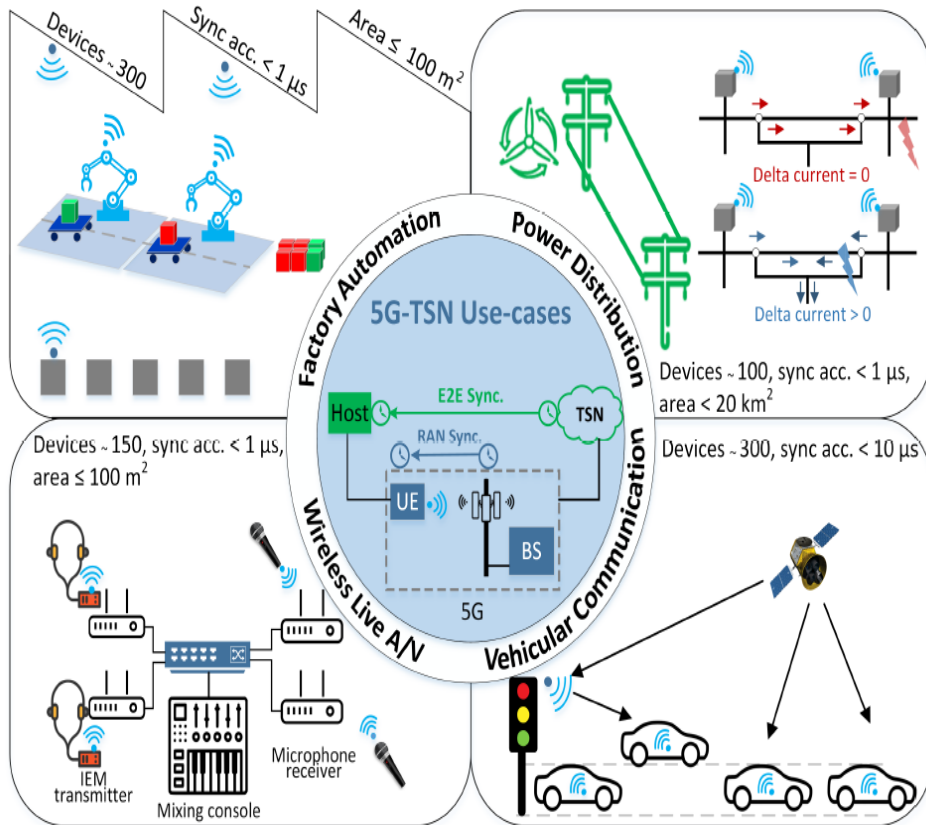 Devices ~ 300
Sync acc. < 1 µs
Area ≤ 100 m²
Delta current = 0
Delta current > 0
Devices ~ 100, sync acc. < 1 µs,
area < 20 km²
Factory Automation
Power Distribution
5G-TSN Use-cases
Host
E2E Sync.
TSN
RAN Sync.
UE
BS
5G
Wireless Live A/V
Vehicular Communication
Devices ~ 150, sync acc. < 1 µs,
area ≤ 100 m²
IEM
transmitter
Mixing console
Microphone
receiver
Devices ~ 300, sync acc. < 10 µs